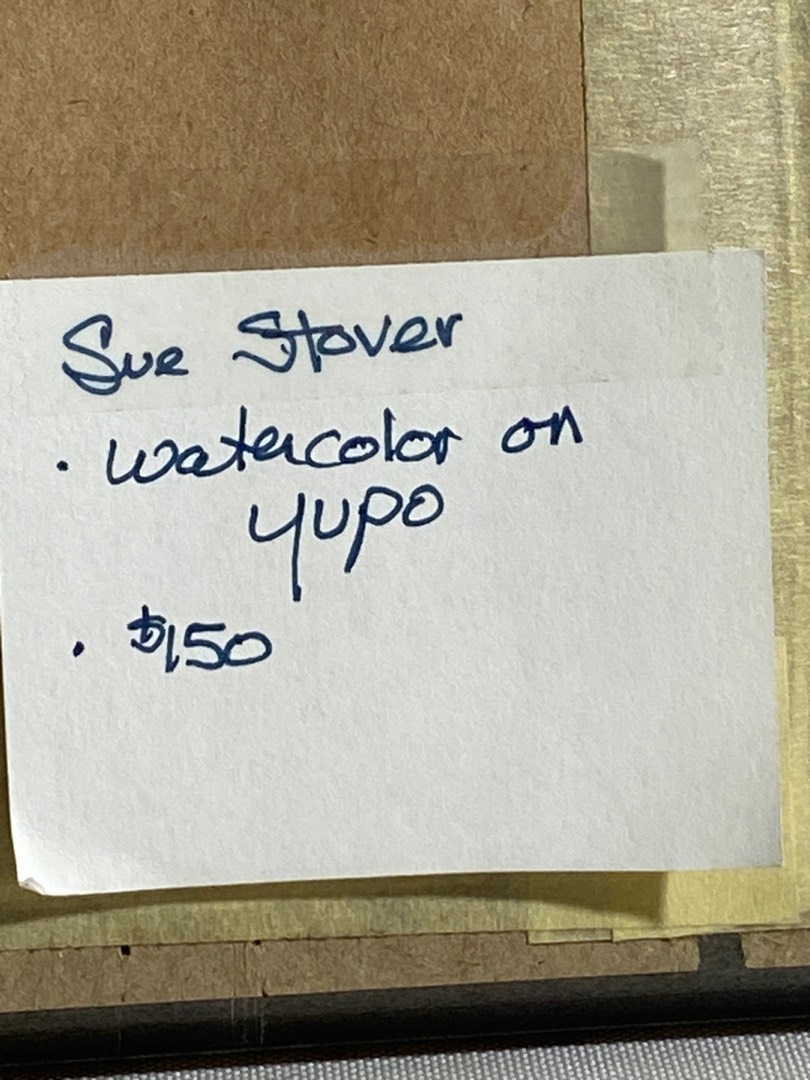 Sue Stover
· watercolor on
yupo
· $150